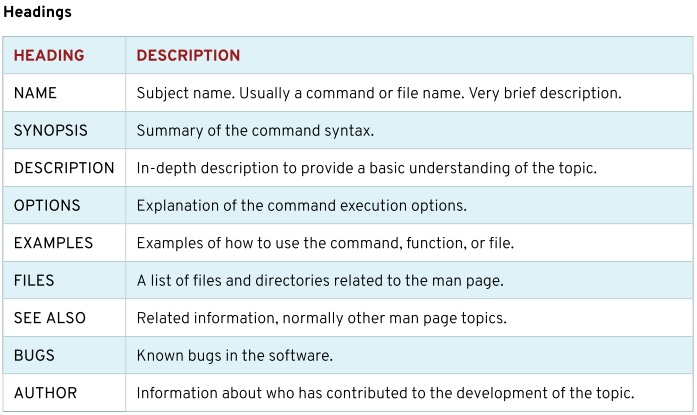 Headings
HEADING DESCRIPTION
NAME Subject name. Usually a command or file name. Very brief description.
SYNOPSIS Summary of the command syntax.
DESCRIPTION In-depth description to provide a basic understanding of the topic.
OPTIONS Explanation of the command execution options.
EXAMPLES Examples of how to use the command, function, or file.
FILES A list of files and directories related to the man page.
SEE ALSO Related information, normally other man page topics.
BUGS Known bugs in the software.
AUTHOR Information about who has contributed to the development of the topic.